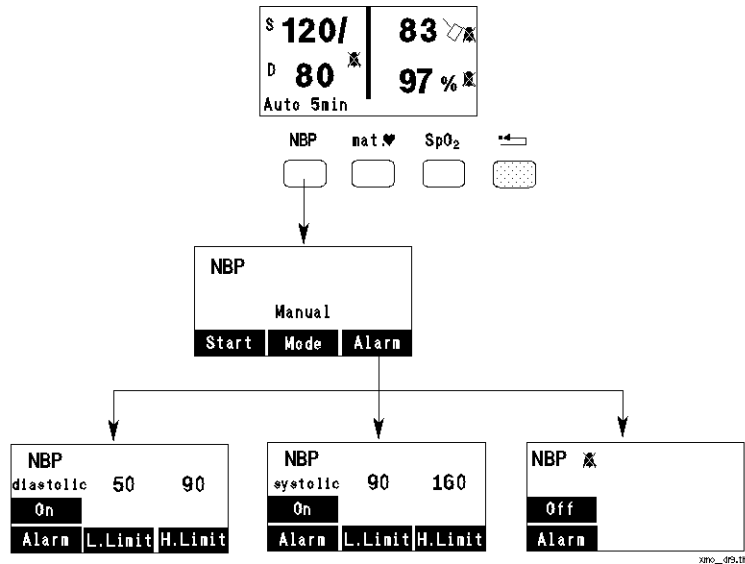 S 120/ 83
D 80 97 %
Auto 5min
NBP mat.♥ SpO₂
NBP
Manual
Start Mode Alarm
NBP
diastolic 50 90
On
Alarm L.Limit H.Limit
NBP
systolic 90 160
On
Alarm L.Limit H.Limit
NBP
Off
Alarm